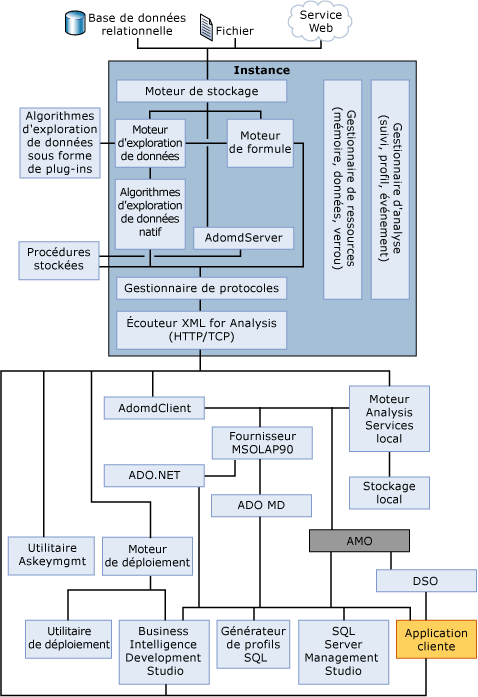 Base de données
relationnelle
Fichier
Service
Web
Instance
Moteur de stockage
Algorithmes
d'exploration
de données
sous forme
de plug-ins
Moteur
d'exploration
de données
Moteur
de formule
Gestionnaire de ressources
(mémoire, données, verrou)
Gestionnaire d'analyse
(suivi, profil, événement)
Algorithmes
d'exploration
de données
natif
AdomdServer
Procédures
stockées
Gestionnaire de protocoles
Écouteur XML for Analysis
(HTTP/TCP)
AdomdClient
Moteur
Analysis
Services
local
Fournisseur
MSOLAP90
ADO.NET
Stockage
local
ADO MD
Utilitaire
Askeymgmt
Moteur
de déploiement
AMO
DSO
Utilitaire
de déploiement
Business
Intelligence
Development
Studio
Générateur
de profils
SQL
SQL
Server
Management
Studio
Application
cliente